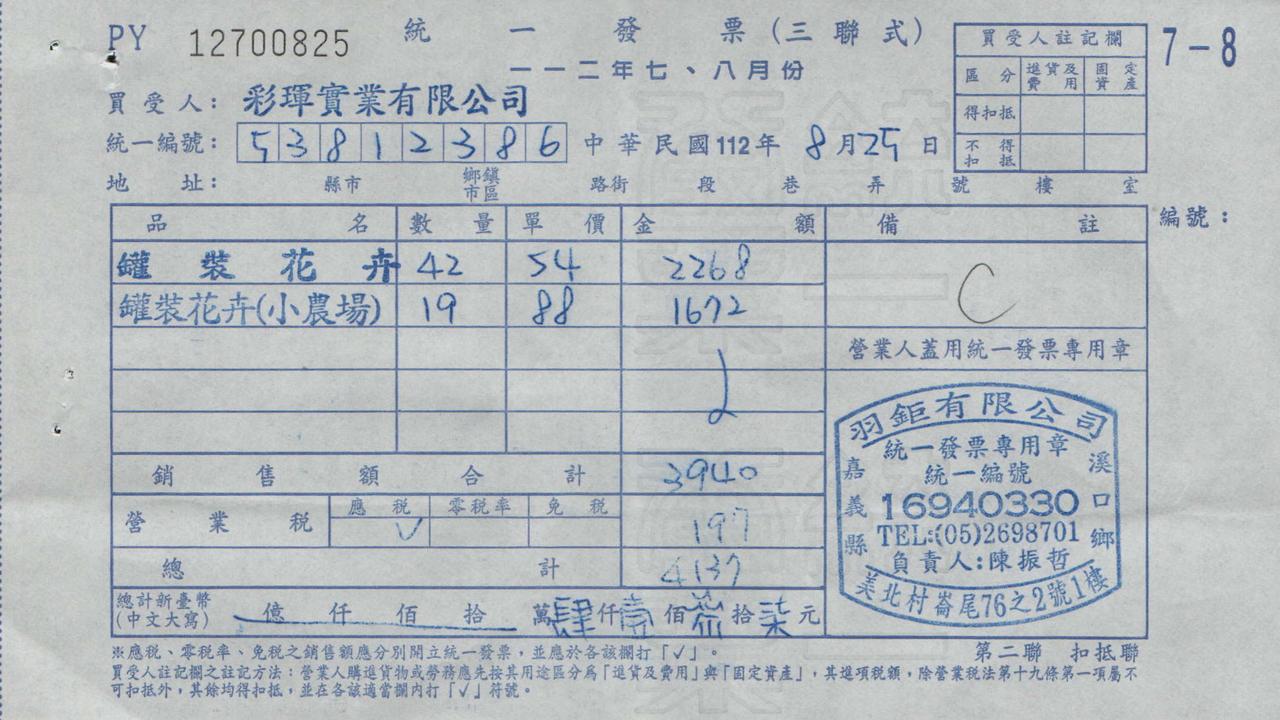 PY 12700825 統一發票(三聯式) 7-8
一一二年七、八月份
買受人註記欄
區分 進貨及費用 固定資產
得扣抵
不得扣抵
買受人: 彩琿實業有限公司
統一編號: 53812386 中華民國112年 8月25日
地址: 縣市 鄉鎮市區 路街 段 巷 弄 號 樓 室
編號:
品名 數量 單價 金額 備註
罐裝花卉 42 54 2268 C
罐裝花卉(小農場) 19 88 1672
營業人蓋用統一發票專用章
銷售額合計 3940
營業稅 應稅 零稅率 免稅 197
V
總計 4137
總計新臺幣(中文大寫) 億仟佰拾萬肆仟壹佰 拾柒元
羽鉅有限公司
統一發票專用章
統一編號
16940330
TEL:(05)2698701
負責人:陳振哲
嘉義縣
溪口鄉
美北村崙尾76之2號1樓
※應稅、零稅率、免稅之銷售額應分別開立統一發票,並應於各該欄打「✓」。
第二聯 扣抵聯
買受人註記欄之註記方法:營業人購進貨物或勞務應先按其用途區分為「進貨及費用」與「固定資產」,其進項稅額,除營業稅法第十九條第一項屬不
可扣抵外,其餘均得扣抵,並在各該適當欄內打「✓」符號。